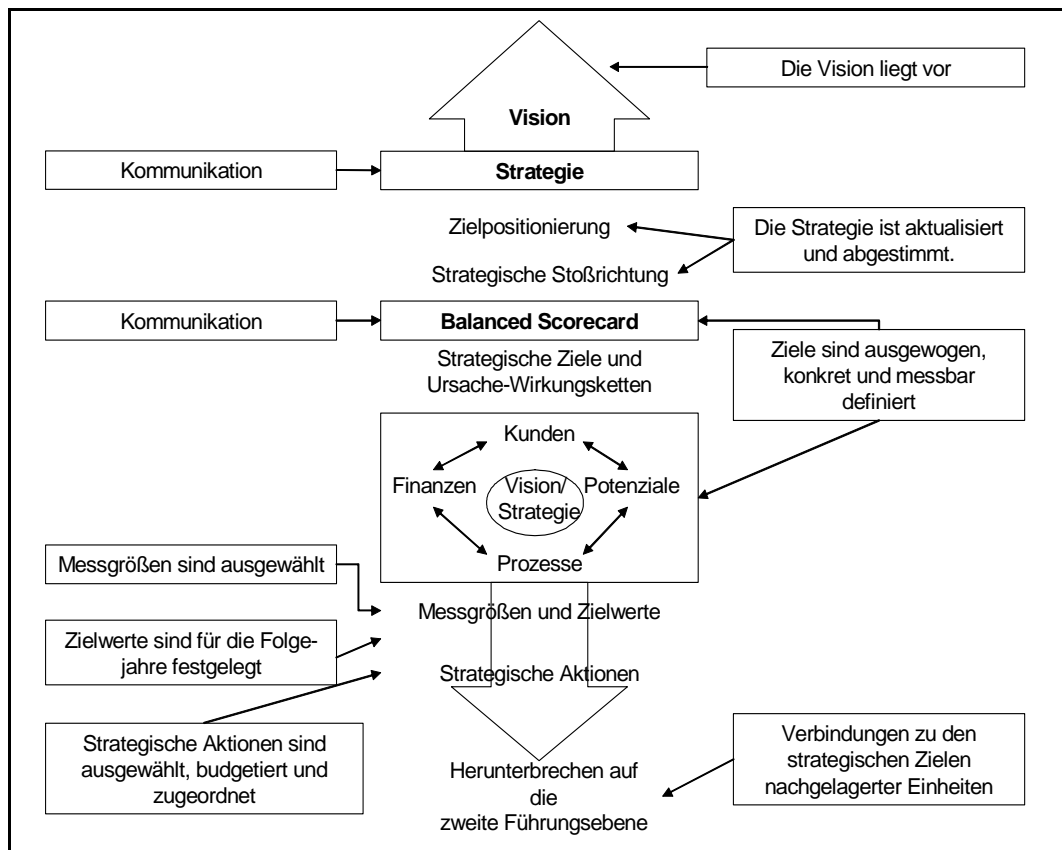 Die Vision liegt vor
Vision
Kommunikation
Strategie
Zielpositionierung
Die Strategie ist aktualisiert
und abgestimmt.
Strategische Stoßrichtung
Kommunikation
Balanced Scorecard
Strategische Ziele und
Ursache-Wirkungsketten
Ziele sind ausgewogen,
konkret und messbar
definiert
Kunden
Finanzen
Vision/
Strategie
Potenziale
Prozesse
Messgrößen sind ausgewählt
Messgrößen und Zielwerte
Zielwerte sind für die Folge-
jahre festgelegt
Strategische Aktionen
Strategische Aktionen sind
ausgewählt, budgetiert und
zugeordnet
Herunterbrechen auf
die
zweite Führungsebene
Verbindungen zu den
strategischen Zielen
nachgelagerter Einheiten